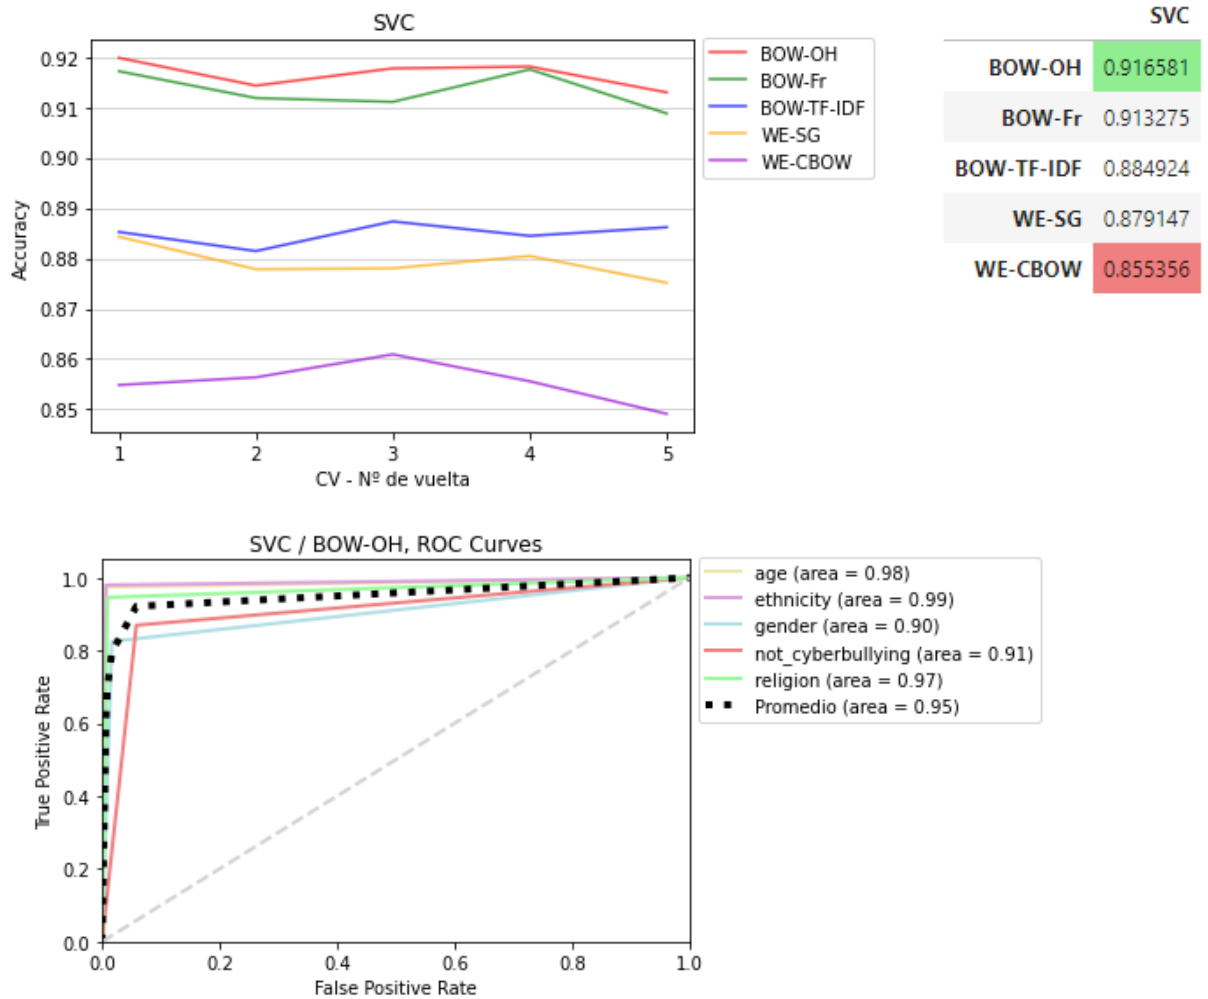 SVC
0.92
0.91
0.90
0.89
0.88
0.87
0.86
0.85
Accuracy
1 2 3 4 5
CV - Nº de vuelta
BOW-OH
BOW-Fr
BOW-TF-IDF
WE-SG
WE-CBOW
SVC
BOW-OH 0.916581
BOW-Fr 0.913275
BOW-TF-IDF 0.884924
WE-SG 0.879147
WE-CBOW 0.855356
SVC / BOW-OH, ROC Curves
1.0
0.8
0.6
0.4
0.2
0.0
True Positive Rate
0.0 0.2 0.4 0.6 0.8 1.0
False Positive Rate
age (area = 0.98)
ethnicity (area = 0.99)
gender (area = 0.90)
not_cyberbullying (area = 0.91)
religion (area = 0.97)
Promedio (area = 0.95)